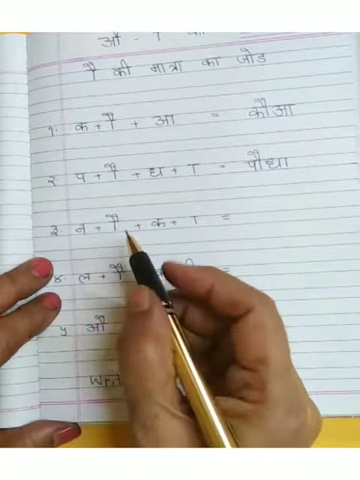 औ - ौ
ौ की मात्रा का जोड
१. क + ौ + आ = कौआ
२. प + ौ + ध + ा = पौधा
३. न + ौ + क + ा =
४. ल + ौ =
५ औ